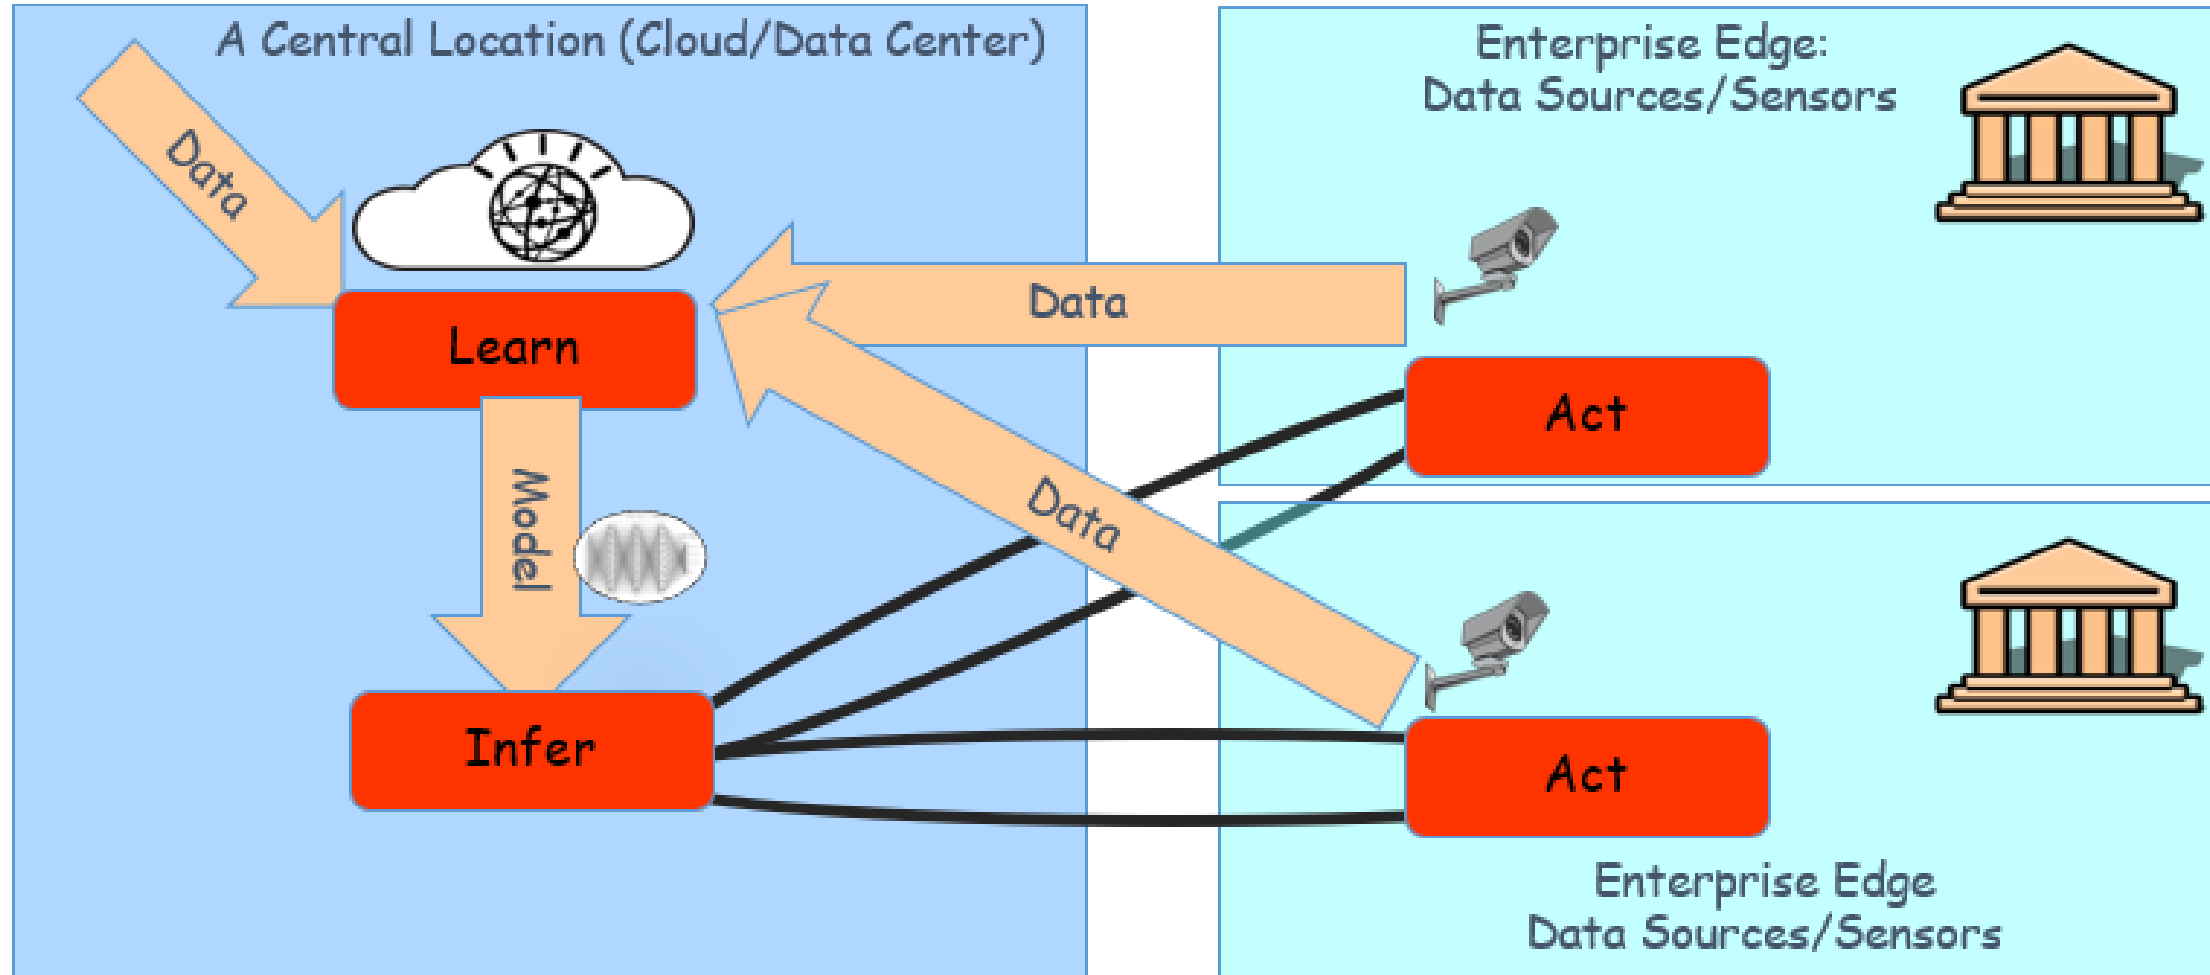 A Central Location (Cloud/Data Center)
Data
Learn
Model
Infer
Data
Data
Enterprise Edge:
Data Sources/Sensors
Act
Act
Enterprise Edge
Data Sources/Sensors